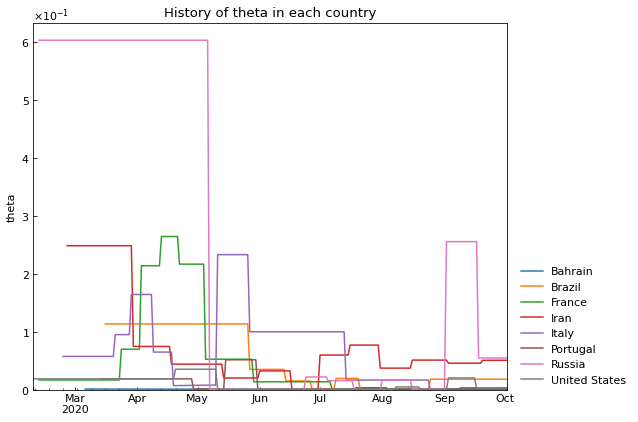 History of theta in each country
×10⁻¹
6
5
4
3
2
1
0
theta
Mar Apr May Jun Jul Aug Sep Oct
2020
Bahrain
Brazil
France
Iran
Italy
Portugal
Russia
United States